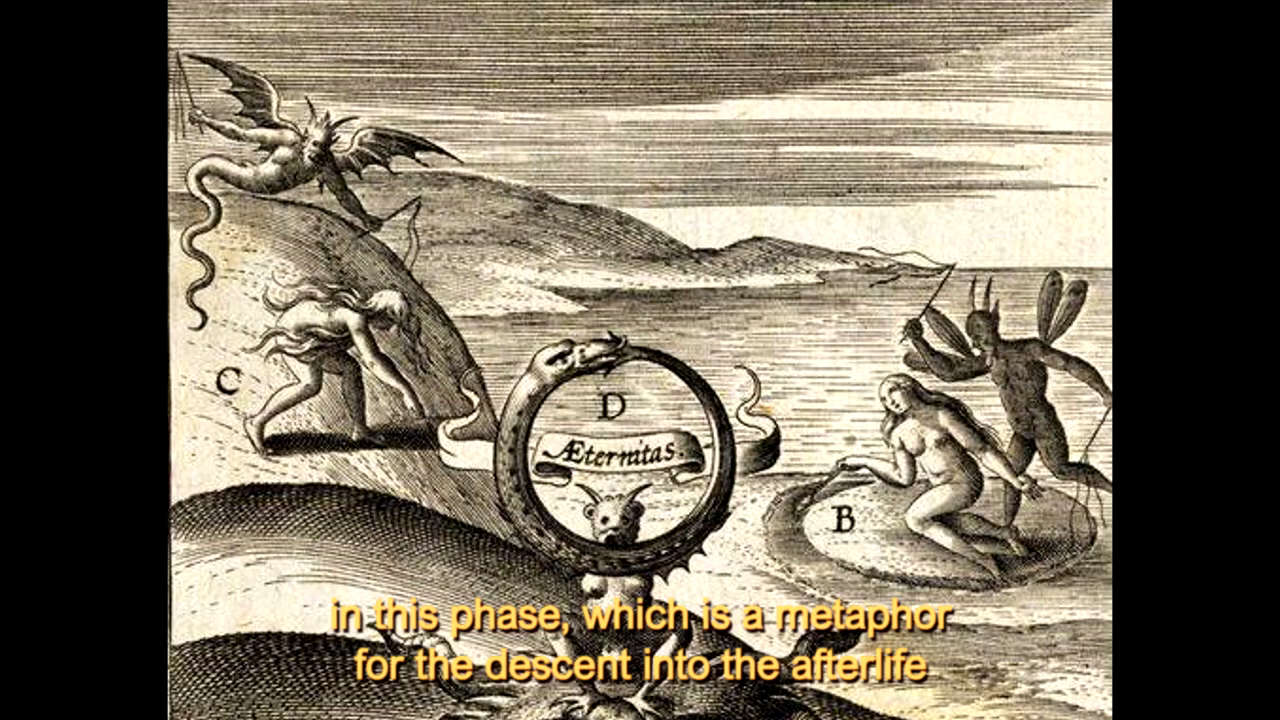 C
D
Æternitas.
B
in this phase, which is a metaphor
for the descent into the afterlife